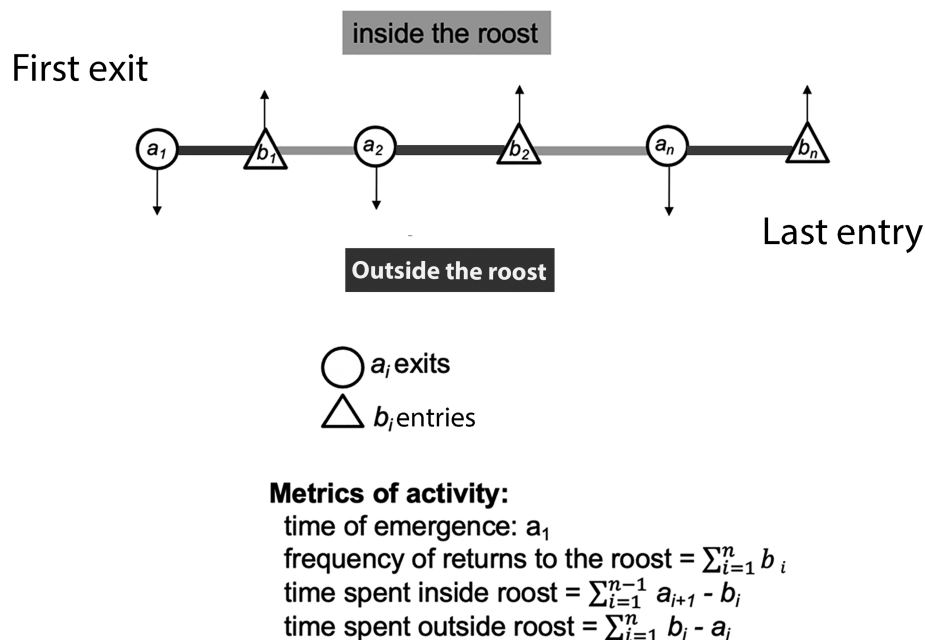 inside the roost
First exit
a₁ b₁ a₂ b₂ aₙ bₙ
Last entry
Outside the roost
aᵢ exits
bᵢ entries
Metrics of activity:
time of emergence: a₁
frequency of returns to the roost = ∑ⁿᵢ₌₁ b ᵢ
time spent inside roost = ∑ⁿ⁻¹ᵢ₌₁ aᵢ₊₁ - bᵢ
time spent outside roost = ∑ⁿᵢ₌₁ bᵢ - aᵢ